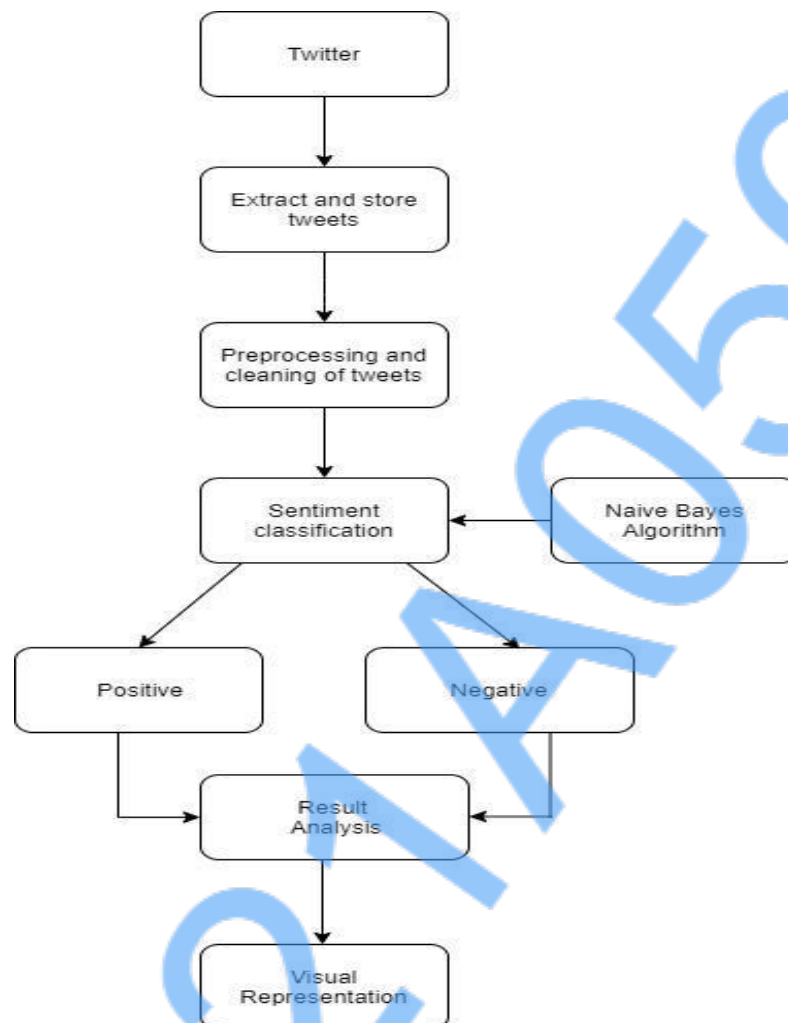 Twitter
Extract and store
tweets
Preprocessing and
cleaning of tweets
Sentiment
classification
Naive Bayes
Algorithm
Positive
Negative
Result
Analysis
Visual
Representation
21A05